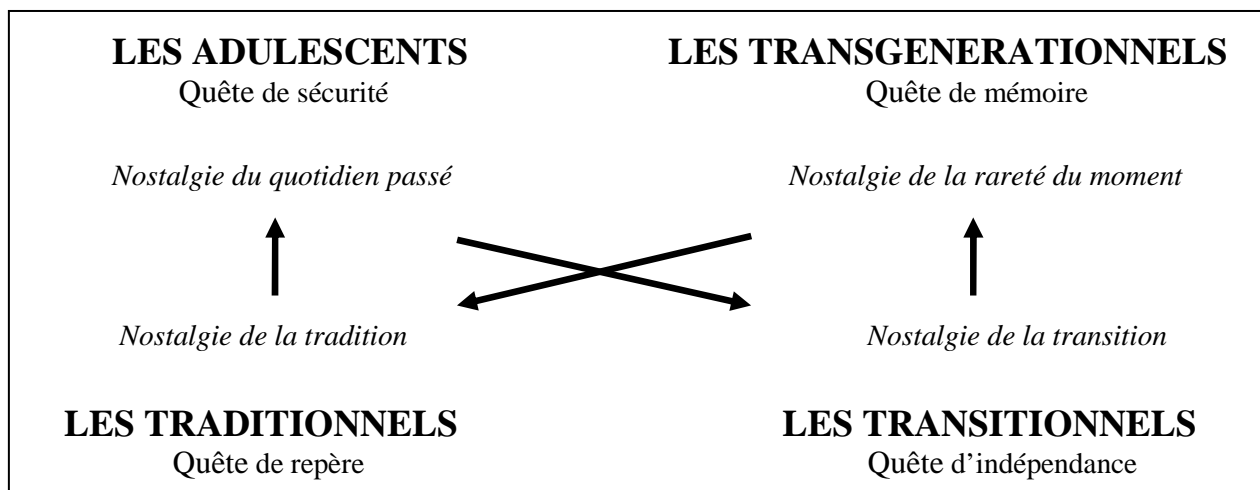 LES ADULESCENTS
Quête de sécurité
LES TRANSGENERATIONNELS
Quête de mémoire
Nostalgie du quotidien passé
Nostalgie de la rareté du moment
Nostalgie de la tradition
Nostalgie de la transition
LES TRADITIONNELS
Quête de repère
LES TRANSITIONNELS
Quête d’indépendance